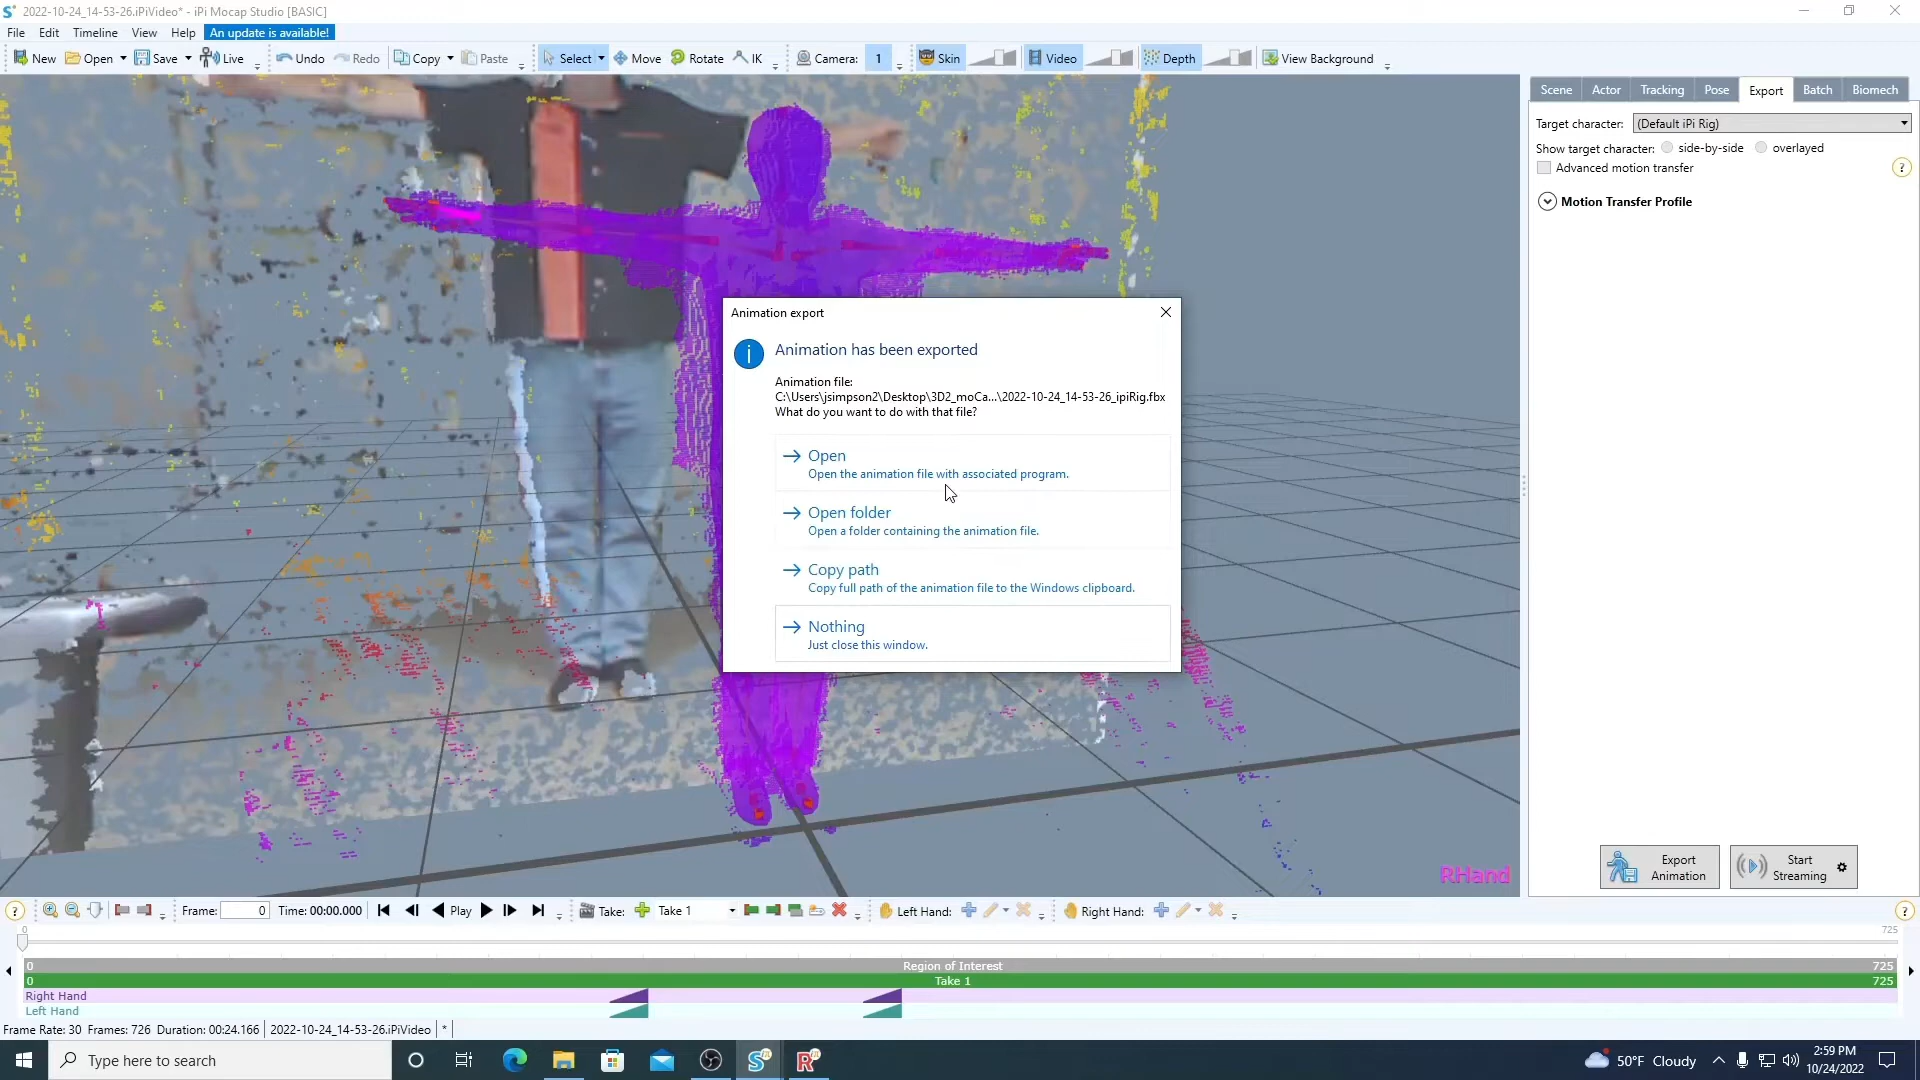 2022-10-24_14-53-26.iPiVideo* - iPi Mocap Studio [BASIC]
File Edit Timeline View Help An update is available!
New Open Save Live Undo Redo Copy Paste Select Move Rotate IK Camera: 1 Skin Video Depth View Background
Scene Actor Tracking Pose Export Batch Biomech
Target character: (Default iPi Rig)
Show target character: side-by-side overlayed
Advanced motion transfer ?
Motion Transfer Profile
Animation export
Animation has been exported
Animation file:
C:\Users\jsimpson2\Desktop\3D2_moCa...\2022-10-24_14-53-26_ipiRig.fbx
What do you want to do with that file?
Open
Open the animation file with associated program.
Open folder
Open a folder containing the animation file.
Copy path
Copy full path of the animation file to the Windows clipboard.
Nothing
Just close this window.
RHand
Export Animation
Start Streaming
? Frame: 0 Time: 00:00.000 Play Take: Take 1 Left Hand: Right Hand: ?
0 725
0 Region of Interest 725
0 Take 1 725
Right Hand
Left Hand
Frame Rate: 30 Frames: 726 Duration: 00:24.166 2022-10-24_14-53-26.iPiVideo *
Type here to search
50°F Cloudy
2:59 PM
10/24/2022